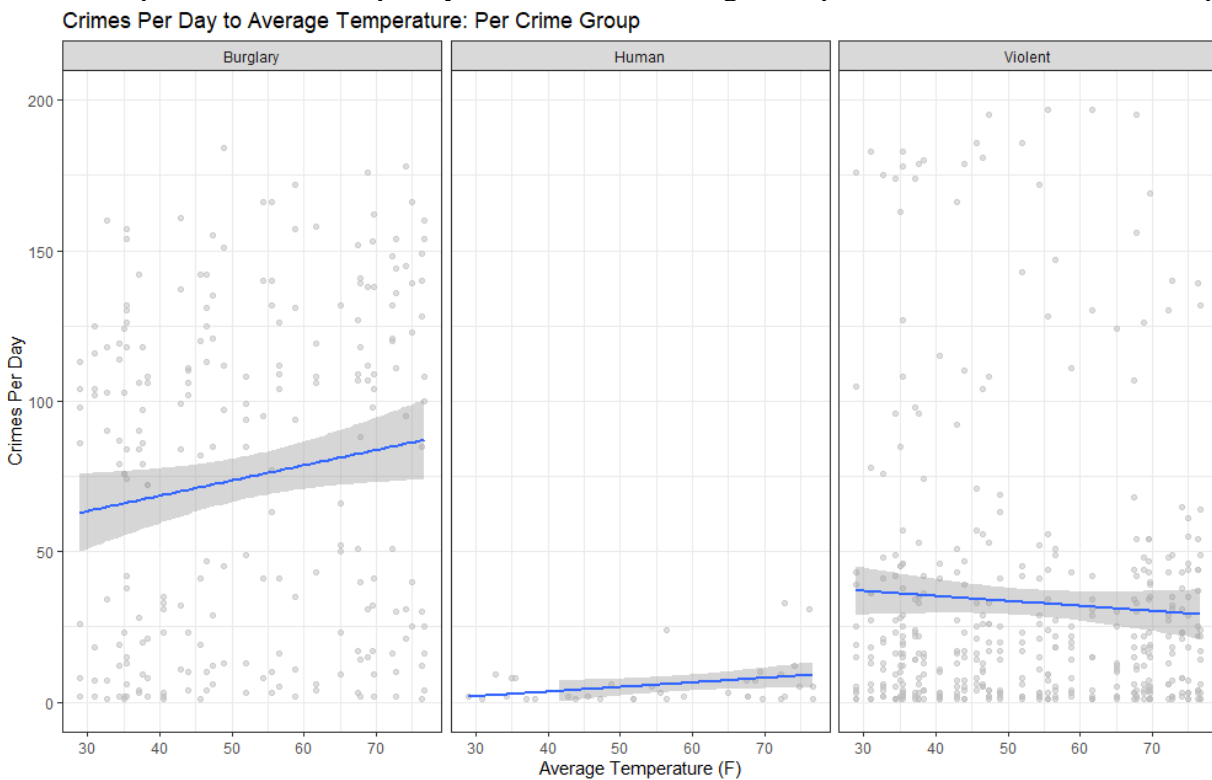 Crimes Per Day to Average Temperature: Per Crime Group
Burglary Human Violent
200
150
100
50
0
Crimes Per Day
30 40 50 60 70 30 40 50 60 70 30 40 50 60 70
Average Temperature (F)